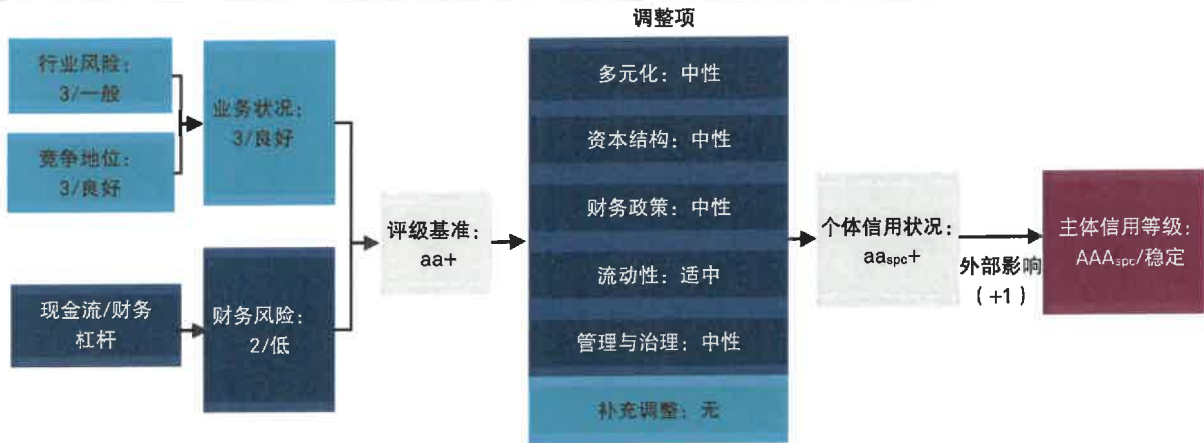 调整项
行业风险：
3/一般
竞争地位：
3/良好
业务状况：
3/良好
现金流/财务
杠杆
财务风险：
2/低
评级基准：
aa+
多元化：中性
资本结构：中性
财务政策：中性
流动性：适中
管理与治理：中性
补充调整：无
个体信用状况：
aaspc+
外部影响
（+1）
主体信用等级：
AAAspc/稳定